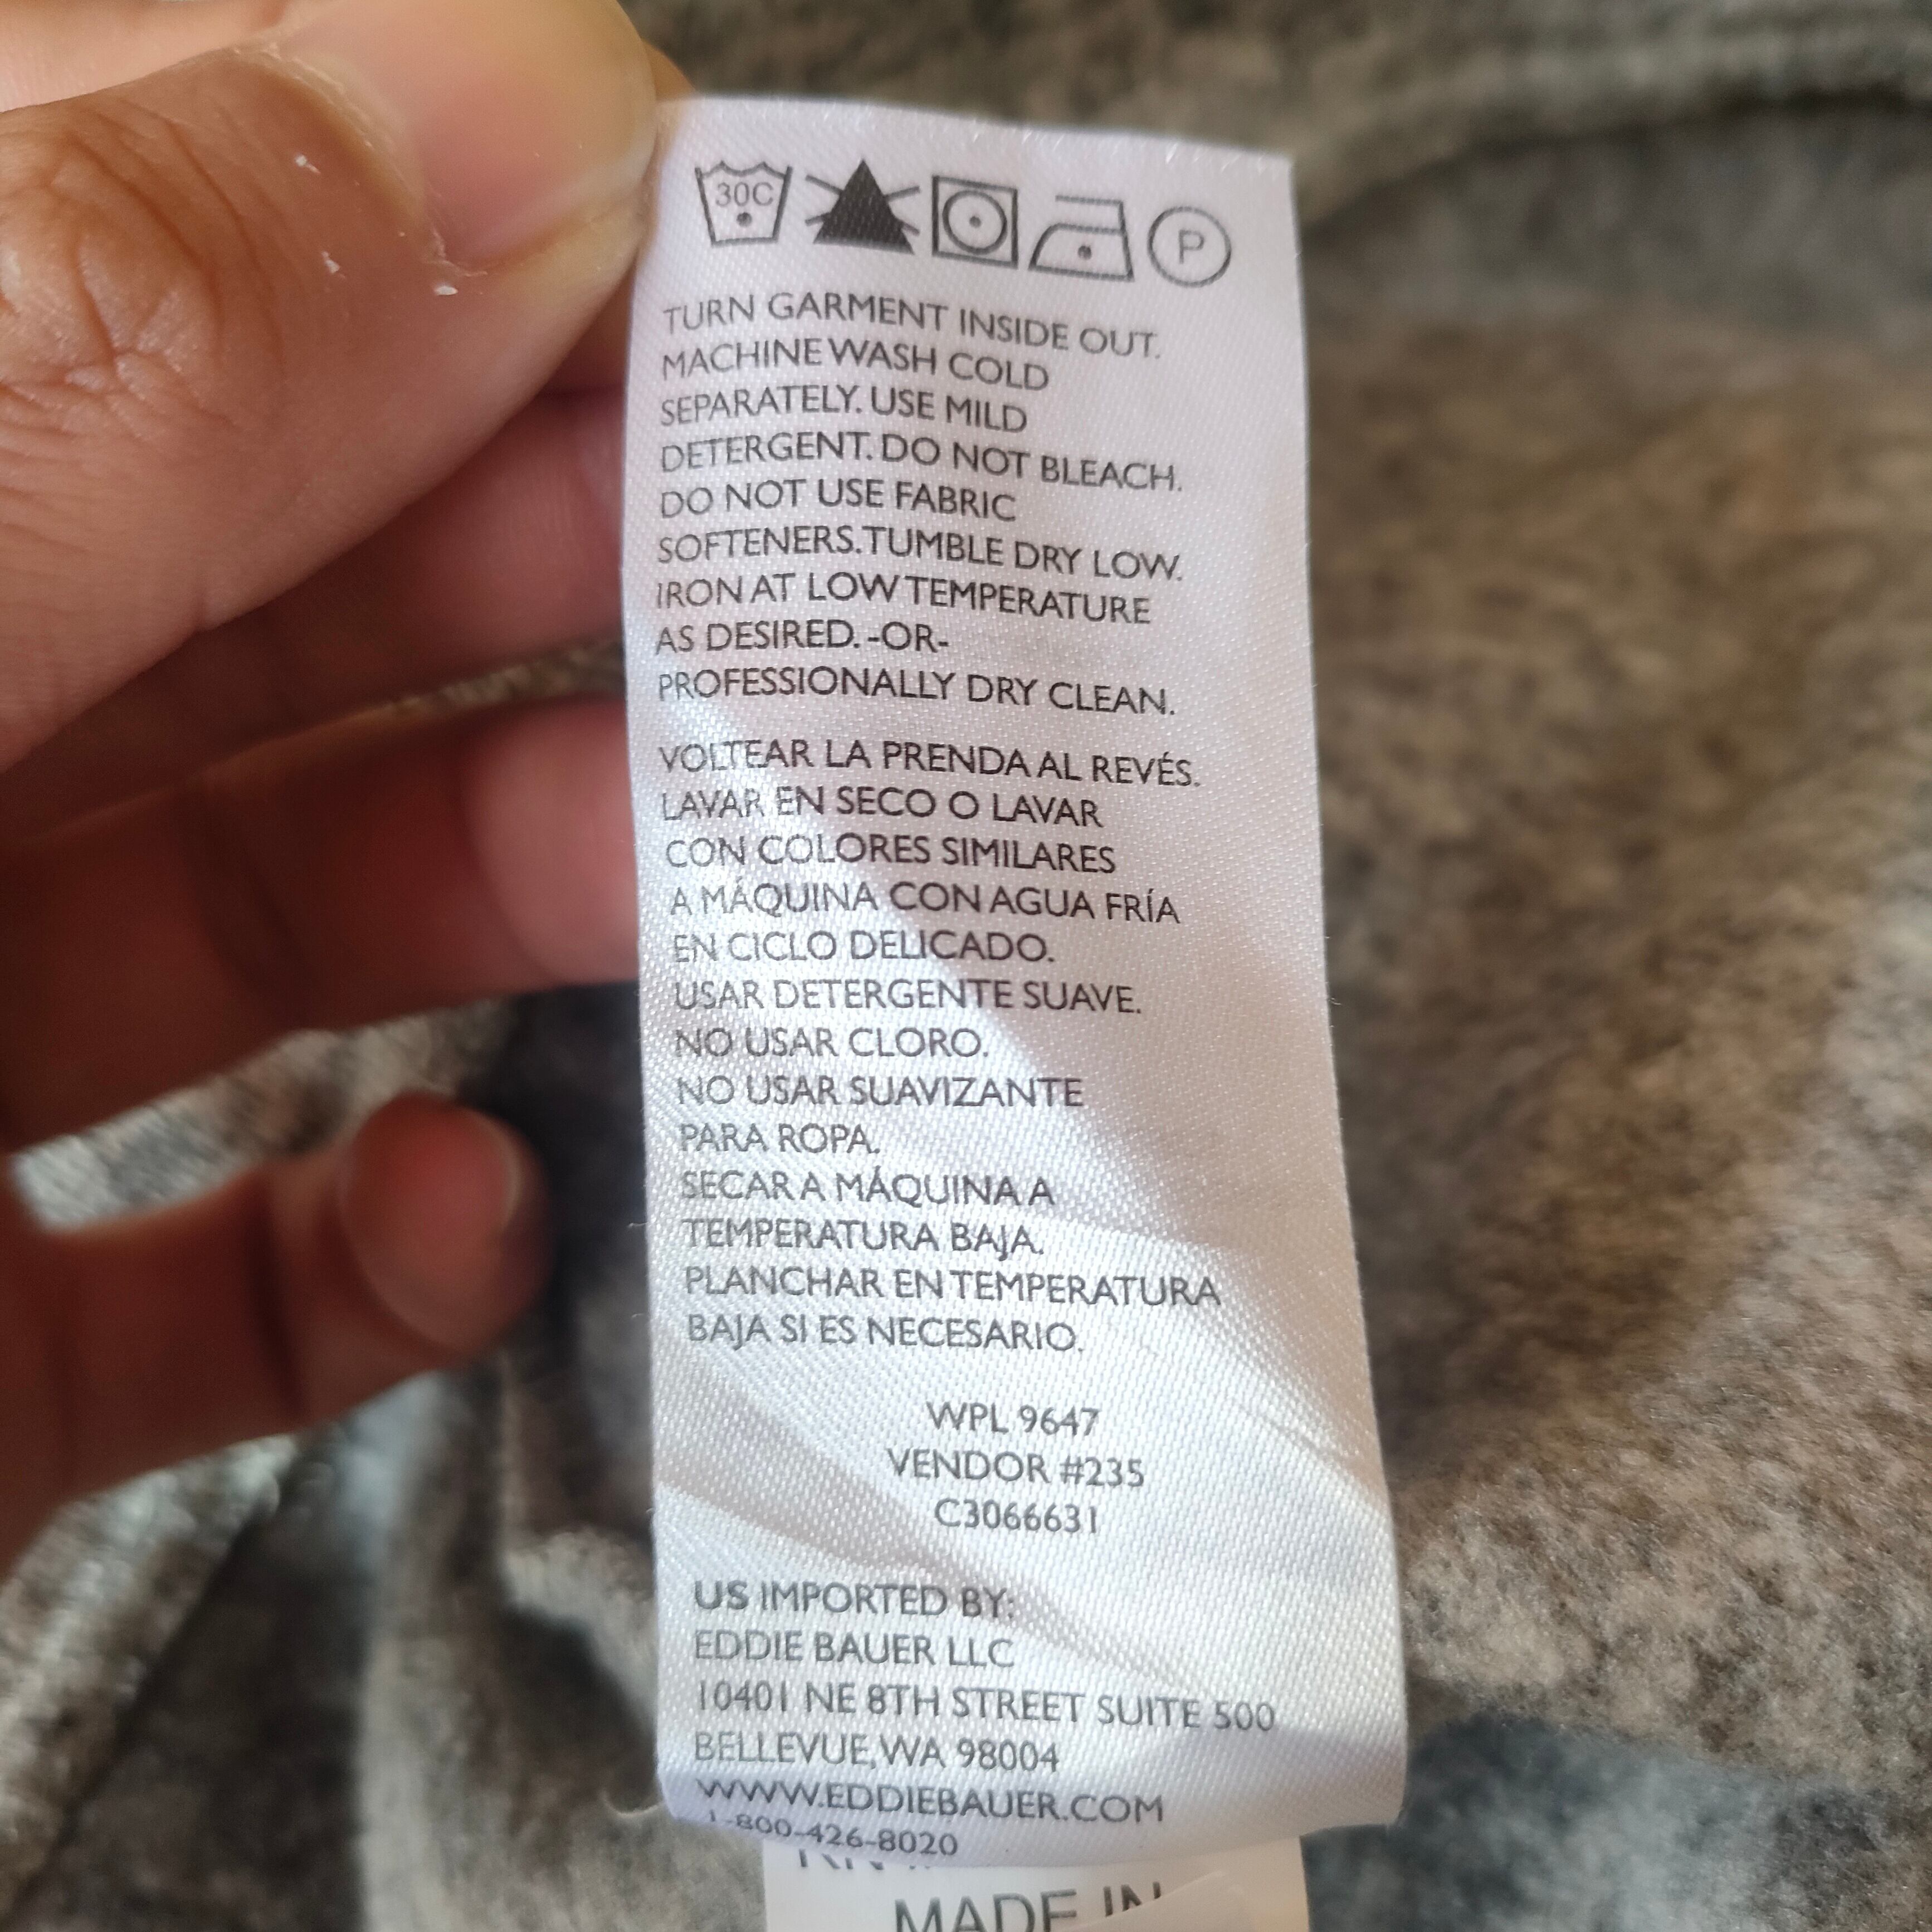 30C
P
TURN GARMENT INSIDE OUT.
MACHINE WASH COLD
SEPARATELY. USE MILD
DETERGENT. DO NOT BLEACH.
DO NOT USE FABRIC
SOFTENERS. TUMBLE DRY LOW.
IRON AT LOW TEMPERATURE
AS DESIRED. -OR-
PROFESSIONALLY DRY CLEAN.
VOLTEAR LA PRENDA AL REVÉS.
LAVAR EN SECO O LAVAR
CON COLORES SIMILARES
A MÁQUINA CON AGUA FRÍA
EN CICLO DELICADO.
USAR DETERGENTE SUAVE.
NO USAR CLORO.
NO USAR SUAVIZANTE
PARA ROPA.
SECAR A MÁQUINA A
TEMPERATURA BAJA.
PLANCHAR EN TEMPERATURA
BAJA SI ES NECESARIO.
WPL 9647
VENDOR #235
C3066631
US IMPORTED BY:
EDDIE BAUER LLC
10401 NE 8TH STREET SUITE 500
BELLEVUE, WA 98004
WWW.EDDIEBAUER.COM
1-800-426-8020
MADE IN